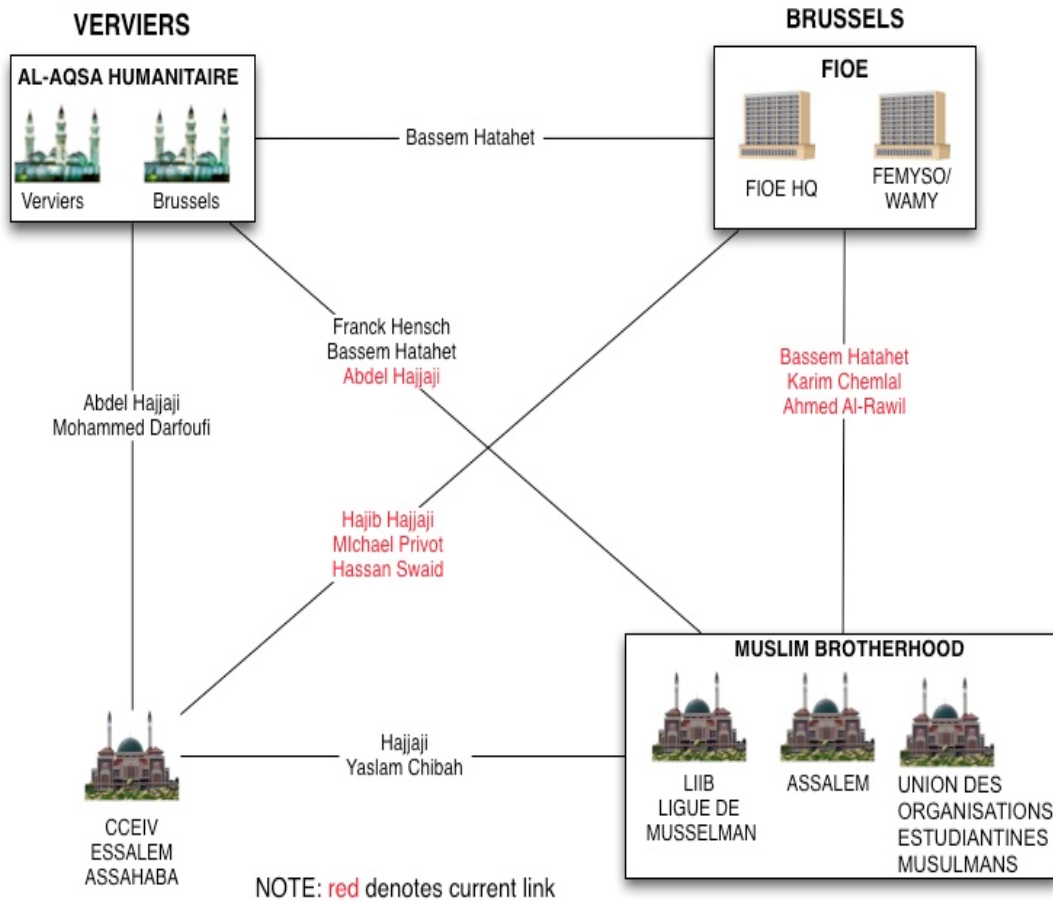 VERVIERS
BRUSSELS
AL-AQSA HUMANITAIRE
Verviers
Brussels
Bassem Hatahet
FIOE
FIOE HQ
FEMYSO/
WAMY
Franck Hensch
Bassem Hatahet
Abdel Hajjaji
Bassem Hatahet
Karim Chemlal
Ahmed Al-Rawil
Abdel Hajjaji
Mohammed Darfoufi
Hajib Hajjaji
MIchael Privot
Hassan Swaid
MUSLIM BROTHERHOOD
LIIB
LIGUE DE
MUSSELMAN
ASSALEM
UNION DES
ORGANISATIONS
ESTUDIANTINES
MUSULMANS
Hajjaji
Yaslam Chibah
CCEIV
ESSALEM
ASSAHABA
NOTE: red denotes current link